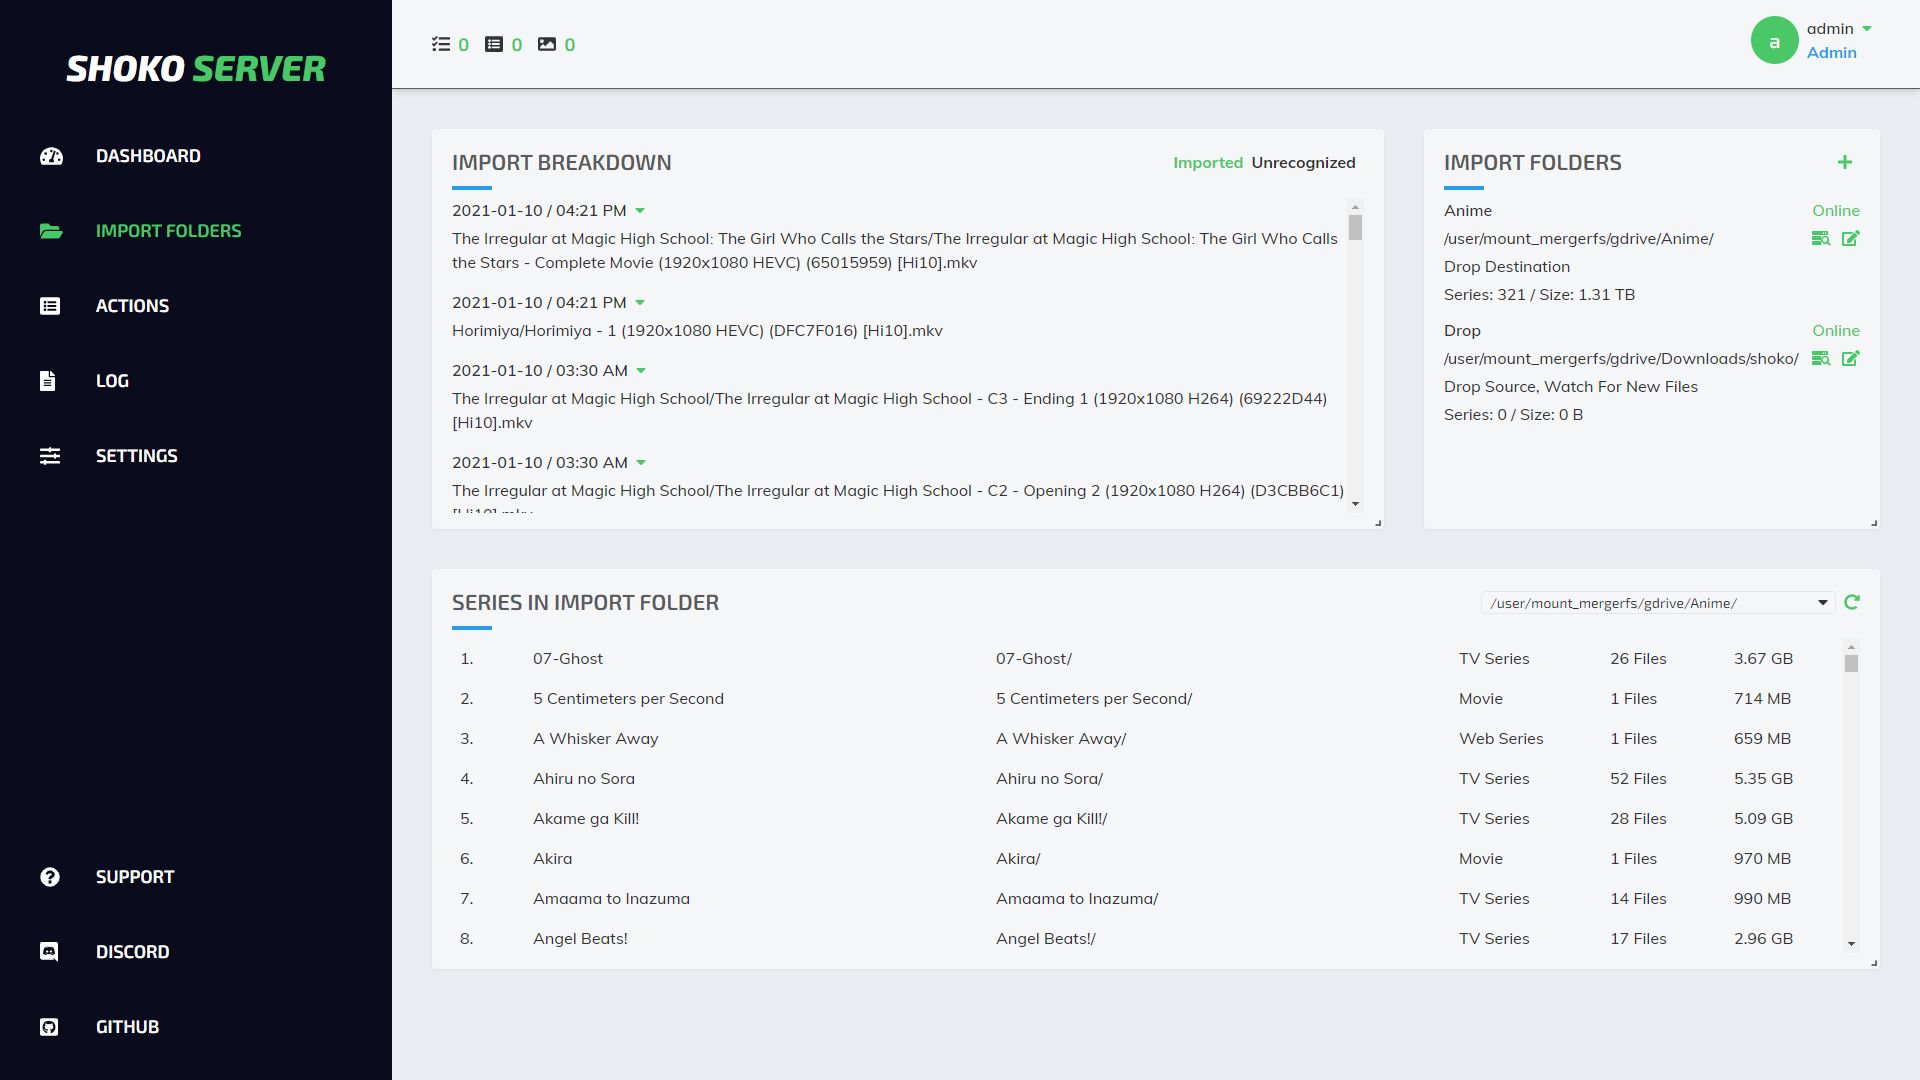 SHOKO SERVER
DASHBOARD
IMPORT FOLDERS
ACTIONS
LOG
SETTINGS
SUPPORT
DISCORD
GITHUB
0 0 0
a
admin
Admin
IMPORT BREAKDOWN
Imported Unrecognized
2021-01-10 / 04:21 PM
The Irregular at Magic High School: The Girl Who Calls the Stars/The Irregular at Magic High School: The Girl Who Calls
the Stars - Complete Movie (1920x1080 HEVC) (65015959) [Hi10].mkv
2021-01-10 / 04:21 PM
Horimiya/Horimiya - 1 (1920x1080 HEVC) (DFC7F016) [Hi10].mkv
2021-01-10 / 03:30 AM
The Irregular at Magic High School/The Irregular at Magic High School - C3 - Ending 1 (1920x1080 H264) (69222D44)
[Hi10].mkv
2021-01-10 / 03:30 AM
The Irregular at Magic High School/The Irregular at Magic High School - C2 - Opening 2 (1920x1080 H264) (D3CBB6C1)
[Hi10].mkv
IMPORT FOLDERS
Anime Online
/user/mount_mergerfs/gdrive/Anime/
Drop Destination
Series: 321 / Size: 1.31 TB
Drop Online
/user/mount_mergerfs/gdrive/Downloads/shoko/
Drop Source, Watch For New Files
Series: 0 / Size: 0 B
SERIES IN IMPORT FOLDER
/user/mount_mergerfs/gdrive/Anime/
1. 07-Ghost 07-Ghost/ TV Series 26 Files 3.67 GB
2. 5 Centimeters per Second 5 Centimeters per Second/ Movie 1 Files 714 MB
3. A Whisker Away A Whisker Away/ Web Series 1 Files 659 MB
4. Ahiru no Sora Ahiru no Sora/ TV Series 52 Files 5.35 GB
5. Akame ga Kill! Akame ga Kill!/ TV Series 28 Files 5.09 GB
6. Akira Akira/ Movie 1 Files 970 MB
7. Amaama to Inazuma Amaama to Inazuma/ TV Series 14 Files 990 MB
8. Angel Beats! Angel Beats!/ TV Series 17 Files 2.96 GB